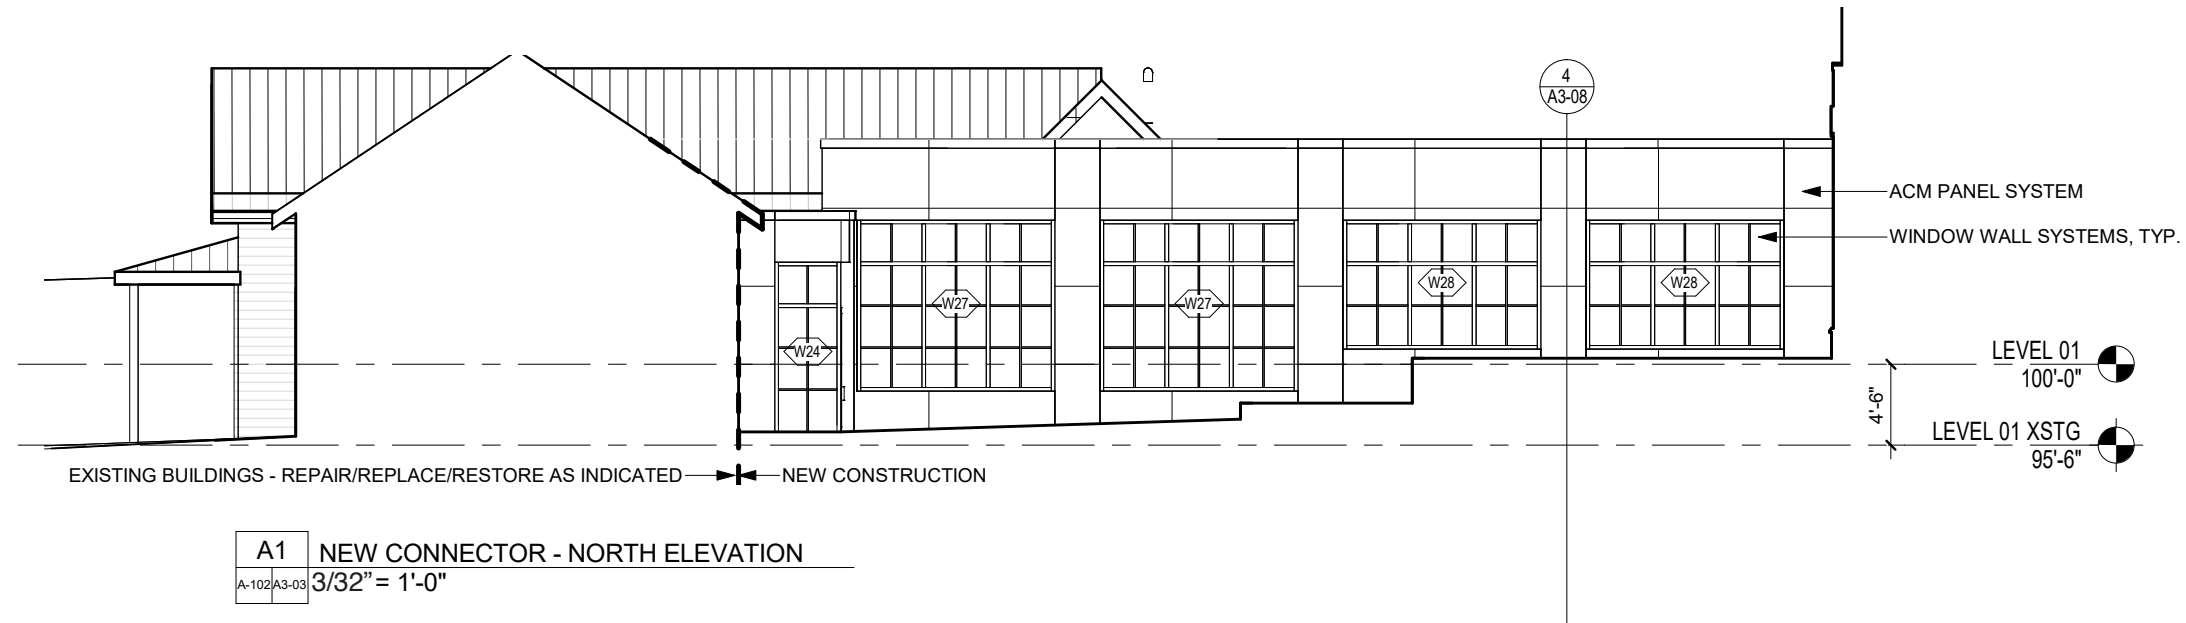 4
A3-08
ACM PANEL SYSTEM
WINDOW WALL SYSTEMS, TYP.
W27
W27
W28
W28
W24
LEVEL 01
100'-0"
4'-6"
LEVEL 01 XSTG
95'-6"
EXISTING BUILDINGS - REPAIR/REPLACE/RESTORE AS INDICATED
NEW CONSTRUCTION
A1
NEW CONNECTOR - NORTH ELEVATION
A-102 A3-03
3/32” = 1'-0"